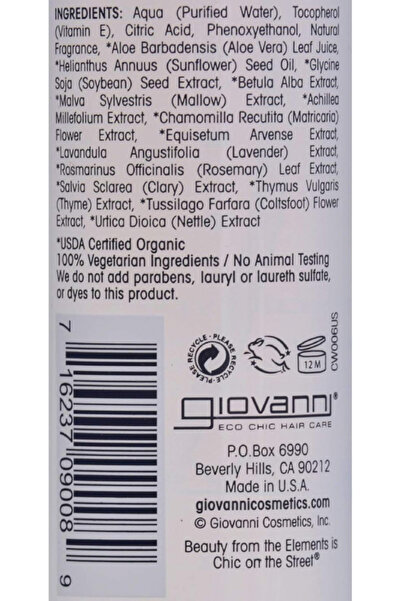 INGREDIENTS: Aqua (Purified Water), Tocopherol
(Vitamin E), Citric Acid, Phenoxyethanol, Natural
Fragrance, *Aloe Barbadensis (Aloe Vera) Leaf Juice,
*Helianthus Annuus (Sunflower) Seed Oil, *Glycine
Soja (Soybean) Seed Extract, *Betula Alba Extract,
*Malva Sylvestris (Mallow) Extract, *Achillea
Millefolium Extract, *Chamomilla Recutita (Matricaria)
Flower Extract, *Equisetum Arvense Extract,
*Lavandula Angustifolia (Lavender) Extract,
*Rosmarinus Officinalis (Rosemary) Leaf Extract,
*Salvia Sclarea (Clary) Extract, *Thymus Vulgaris
(Thyme) Extract, *Tussilago Farfara (Coltsfoot) Flower
Extract, *Urtica Dioica (Nettle) Extract
*USDA Certified Organic
100% Vegetarian Ingredients / No Animal Testing
We do not add parabens, lauryl or laureth sulfate,
or dyes to this product.
7 16237 09008 9
PLEASE RECYCLE • PLEASE RECYCLE •
12 M
CW006US
giovanni®
ECO CHIC HAIR CARE
P.O.Box 6990
Beverly Hills, CA 90212
Made in U.S.A.
giovannicosmetics.com
© Giovanni Cosmetics, Inc.
Beauty from the Elements is
Chic on the Street®